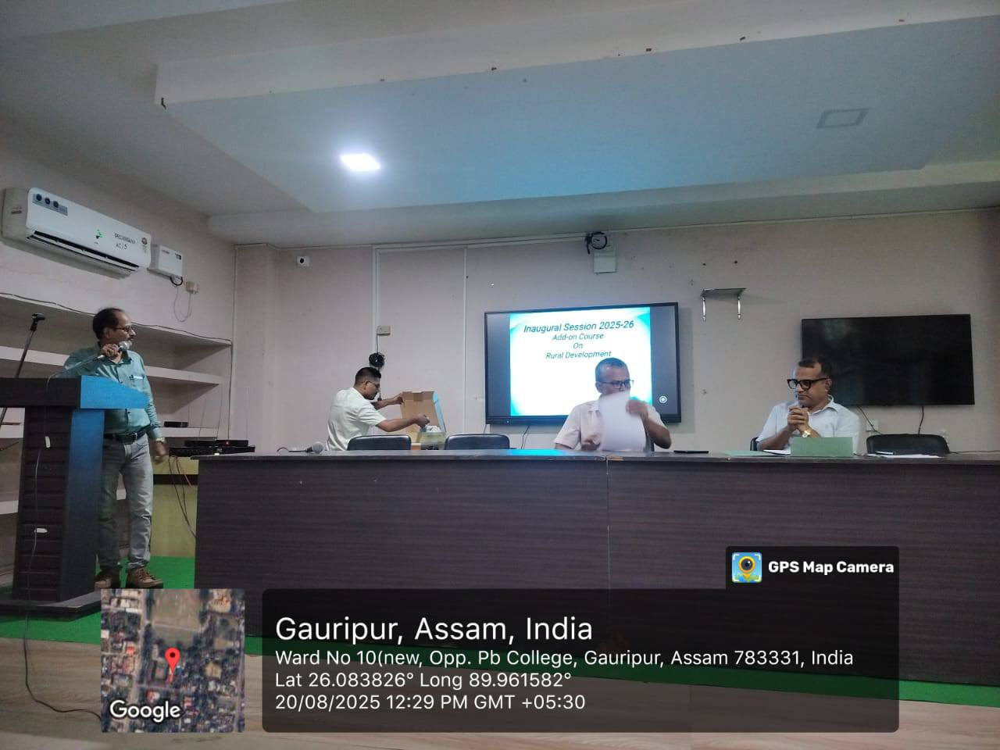 Inaugural Session 2025-26
Add-on Course
On
Rural Development
GPS Map Camera
Gauripur, Assam, India
Ward No 10(new, Opp. Pb College, Gauripur, Assam 783331, India
Lat 26.083826° Long 89.961582°
20/08/2025 12:29 PM GMT +05:30
Google